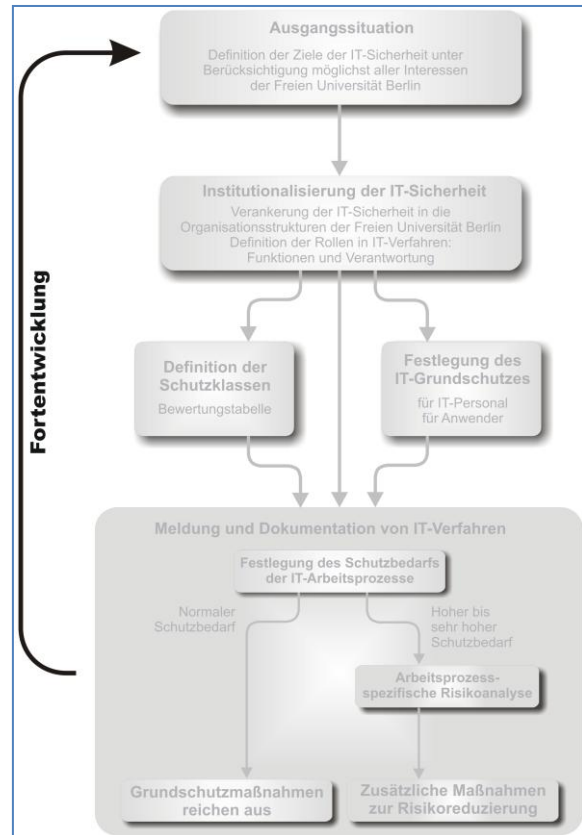 Ausgangssituation
Definition der Ziele der IT-Sicherheit unter
Berücksichtigung möglichst aller Interessen
der Freien Universität Berlin
Institutionalisierung der IT-Sicherheit
Verankerung der IT-Sicherheit in die
Organisationsstrukturen der Freien Universität Berlin
Definition der Rollen in IT-Verfahren:
Funktionen und Verantwortung
Fortentwicklung
Definition der
Schutzklassen
Bewertungstabelle
Festlegung des
IT-Grundschutzes
für IT-Personal
für Anwender
Meldung und Dokumentation von IT-Verfahren
Festlegung des Schutzbedarfs
der IT-Arbeitsprozesse
Normaler
Schutzbedarf
Hoher bis
sehr hoher
Schutzbedarf
Arbeitsprozess-
spezifische Risikoanalyse
Grundschutzmaßnahmen
reichen aus
Zusätzliche Maßnahmen
zur Risikoreduzierung